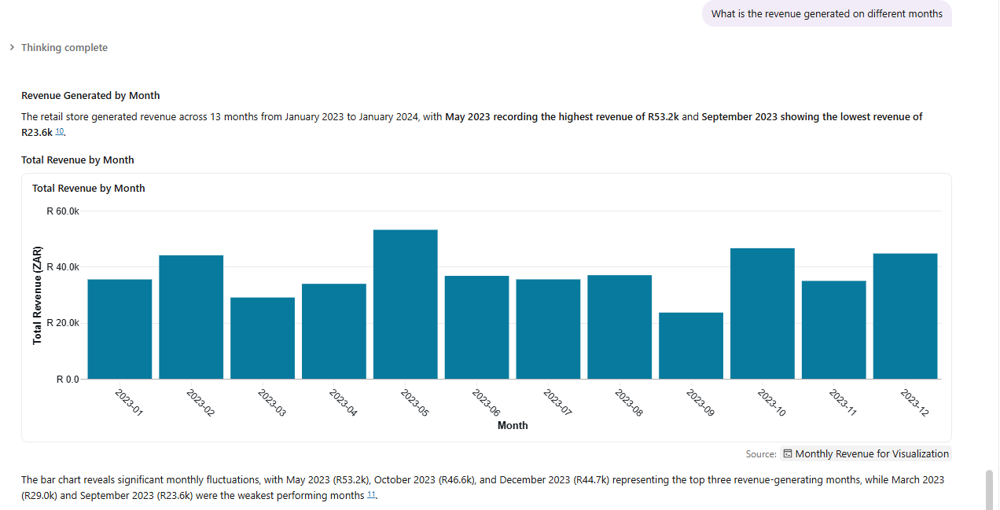 What is the revenue generated on different months
Thinking complete
Revenue Generated by Month
The retail store generated revenue across 13 months from January 2023 to January 2024, with May 2023 recording the highest revenue of R53.2k and September 2023 showing the lowest revenue of
R23.6k 10.
Total Revenue by Month
Total Revenue by Month
Total Revenue (ZAR)
R 60.0k
R 40.0k
R 20.0k
R 0.0
2023-01
2023-02
2023-03
2023-04
2023-05
2023-06
2023-07
2023-08
2023-09
2023-10
2023-11
2023-12
Month
Source: Monthly Revenue for Visualization
The bar chart reveals significant monthly fluctuations, with May 2023 (R53.2k), October 2023 (R46.6k), and December 2023 (R44.7k) representing the top three revenue-generating months, while March 2023
(R29.0k) and September 2023 (R23.6k) were the weakest performing months 11.